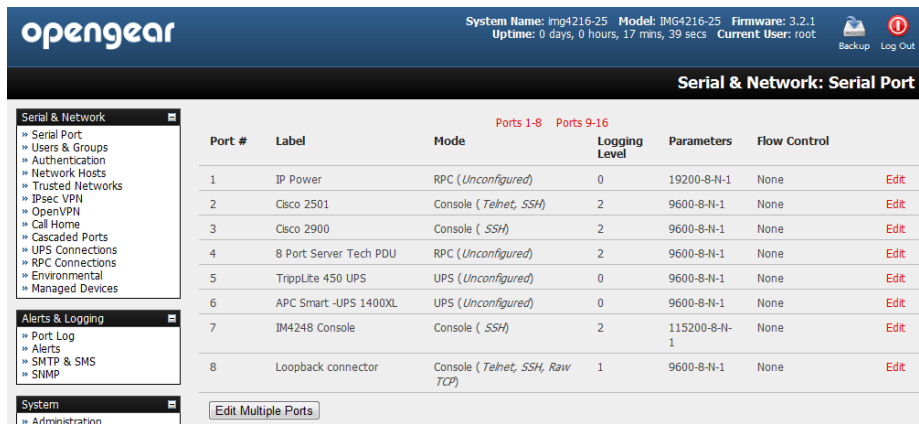 opengear
System Name: img4216-25 Model: IMG4216-25 Firmware: 3.2.1
Uptime: 0 days, 0 hours, 17 mins, 39 secs Current User: root
Backup Log Out
Serial & Network: Serial Port
Serial & Network
» Serial Port
» Users & Groups
» Authentication
» Network Hosts
» Trusted Networks
» IPsec VPN
» OpenVPN
» Call Home
» Cascaded Ports
» UPS Connections
» RPC Connections
» Environmental
» Managed Devices
Alerts & Logging
» Port Log
» Alerts
» SMTP & SMS
» SNMP
System
» Administration
Ports 1-8 Ports 9-16
Port # Label Mode Logging Parameters Flow Control
Level
1 IP Power RPC (Unconfigured) 0 19200-8-N-1 None Edit
2 Cisco 2501 Console ( Telnet, SSH) 2 9600-8-N-1 None Edit
3 Cisco 2900 Console ( SSH) 2 9600-8-N-1 None Edit
4 8 Port Server Tech PDU RPC (Unconfigured) 2 9600-8-N-1 None Edit
5 TrippLite 450 UPS UPS (Unconfigured) 0 9600-8-N-1 None Edit
6 APC Smart -UPS 1400XL UPS (Unconfigured) 0 9600-8-N-1 None Edit
7 IM4248 Console Console ( SSH) 2 115200-8-N- None Edit
1
8 Loopback connector Console ( Telnet, SSH, Raw 1 9600-8-N-1 None Edit
TCP)
Edit Multiple Ports